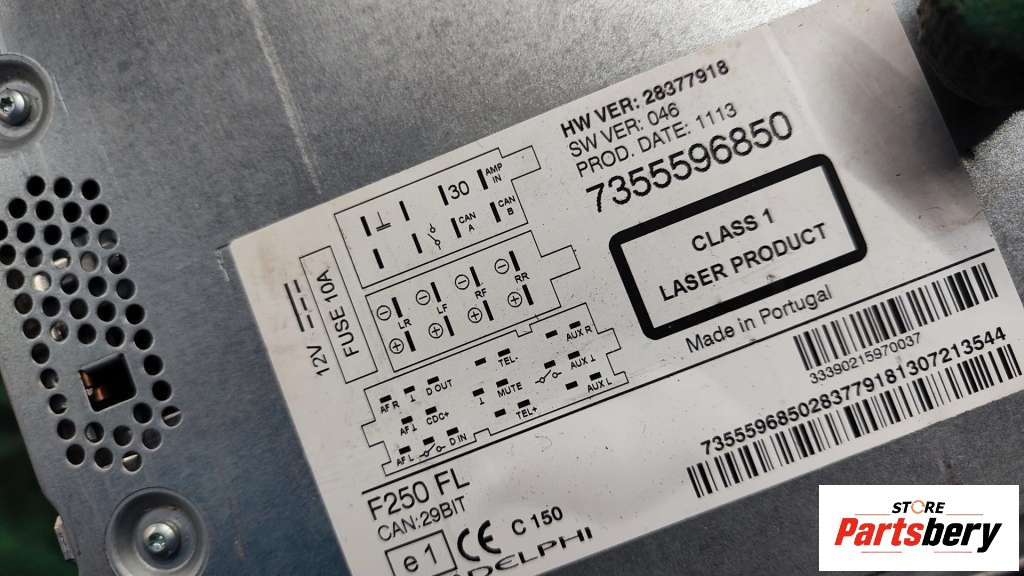 HW VER: 28377918
SW VER: 046
PROD. DATE: 1113
7355596850
CLASS 1
LASER PRODUCT
Made in Portugal
33390215970037
7355596850283779181307213544
12V
FUSE 10A
30
AMP IN
CAN A
CAN B
LR
LF
RF
RR
AF R
D OUT
TEL-
AUX R
AF
CDC+
MUTE
AUX
AF L
D.IN
TEL+
AUX L
F250 FL
CAN:29BIT
e 1
CE
C 150
DELPHI
STORE
Partsbery